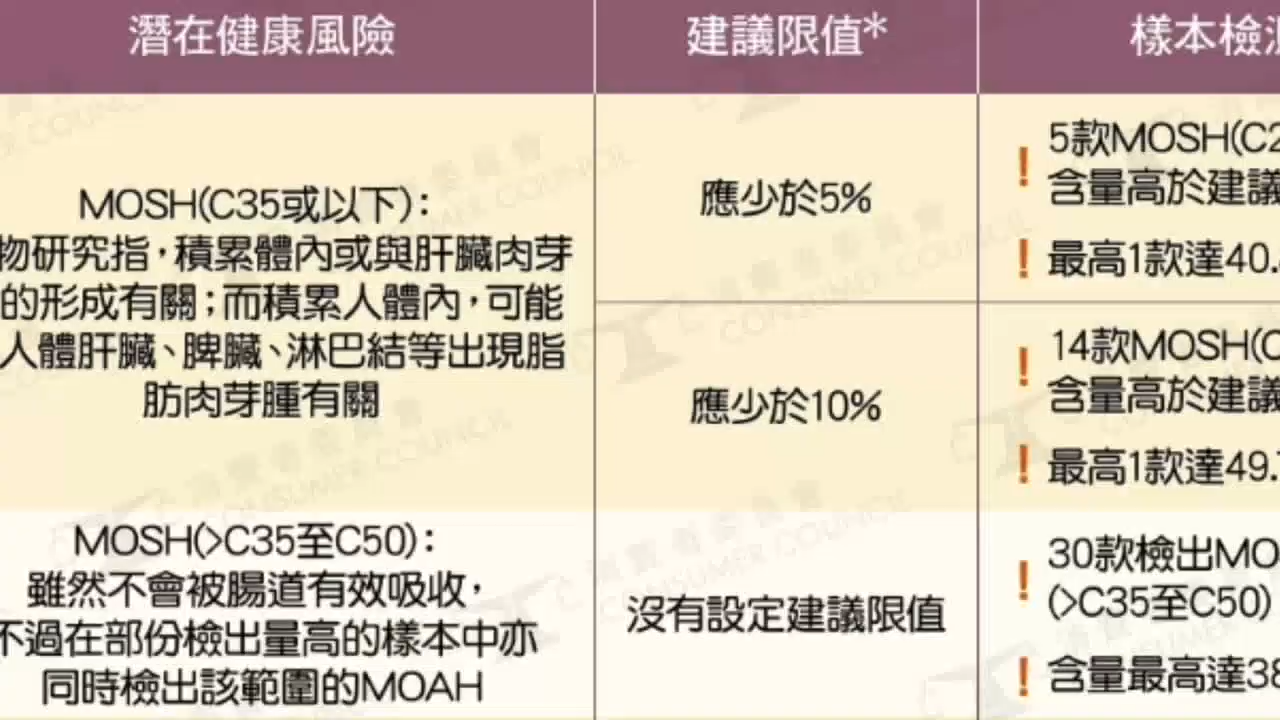 潛在健康風險
建議限值*
樣本檢
MOSH(C35或以下)：
物研究指，積累體內或與肝臟肉芽
的形成有關；而積累人體內，可能
人體肝臟、脾臟、淋巴結等出現脂
肪肉芽腫有關
應少於5%
5款MOSH(C2
含量高於建議
最高1款達40.
應少於10%
14款MOSH(C
含量高於建議
最高1款達49.
MOSH(>C35至C50)：
雖然不會被腸道有效吸收，
不過在部份檢出量高的樣本中亦
同時檢出該範圍的MOAH
沒有設定建議限值
30款檢出MO
(>C35至C50)
含量最高達38
消費者委員會
CONSUMER COUNCIL